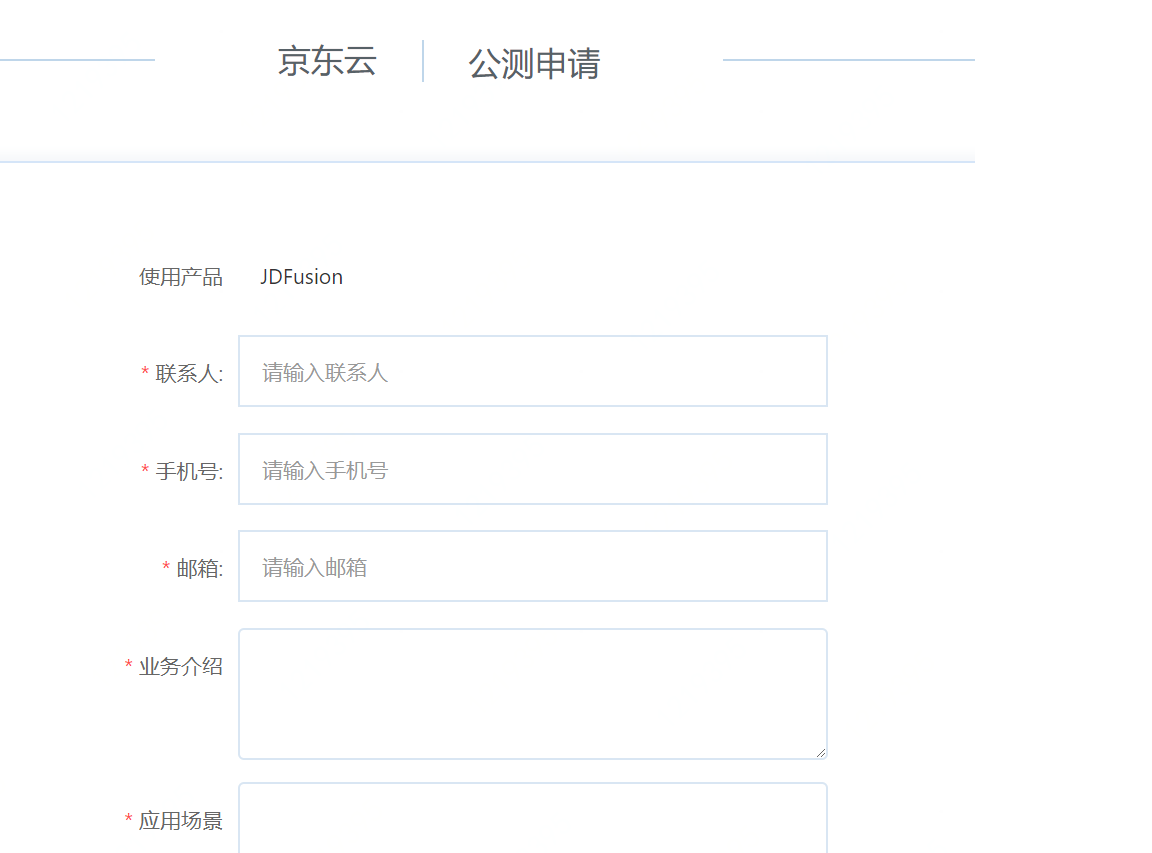 京东云 公测申请
使用产品 JDFusion
* 联系人: 请输入联系人
* 手机号: 请输入手机号
* 邮箱: 请输入邮箱
* 业务介绍
* 应用场景